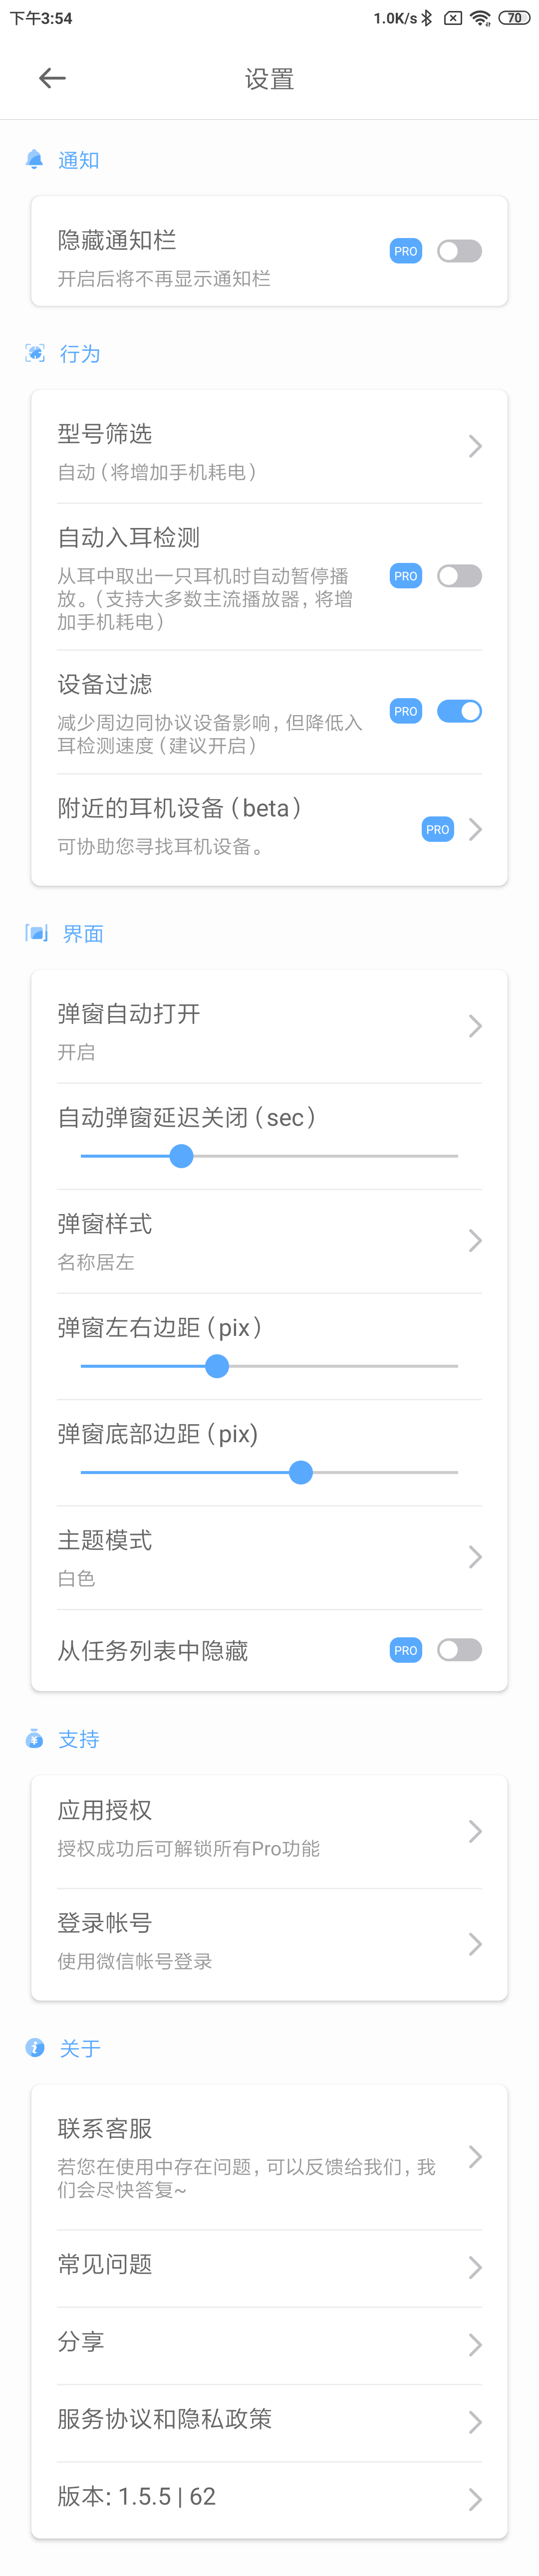 下午3:54
1.0K/s
70
设置
通知
隐藏通知栏
PRO
开启后将不再显示通知栏
行为
型号筛选
自动（将增加手机耗电）
自动入耳检测
从耳中取出一只耳机时自动暂停播
放。（支持大多数主流播放器，将增
加手机耗电）
PRO
设备过滤
减少周边同协议设备影响，但降低入
耳检测速度（建议开启）
PRO
附近的耳机设备（beta）
可协助您寻找耳机设备。
PRO
界面
弹窗自动打开
开启
自动弹窗延迟关闭（sec）
弹窗样式
名称居左
弹窗左右边距（pix）
弹窗底部边距（pix)
主题模式
白色
从任务列表中隐藏
PRO
支持
应用授权
授权成功后可解锁所有Pro功能
登录帐号
使用微信帐号登录
关于
联系客服
若您在使用中存在问题，可以反馈给我们，我
们会尽快答复~
常见问题
分享
服务协议和隐私政策
版本: 1.5.5 | 62